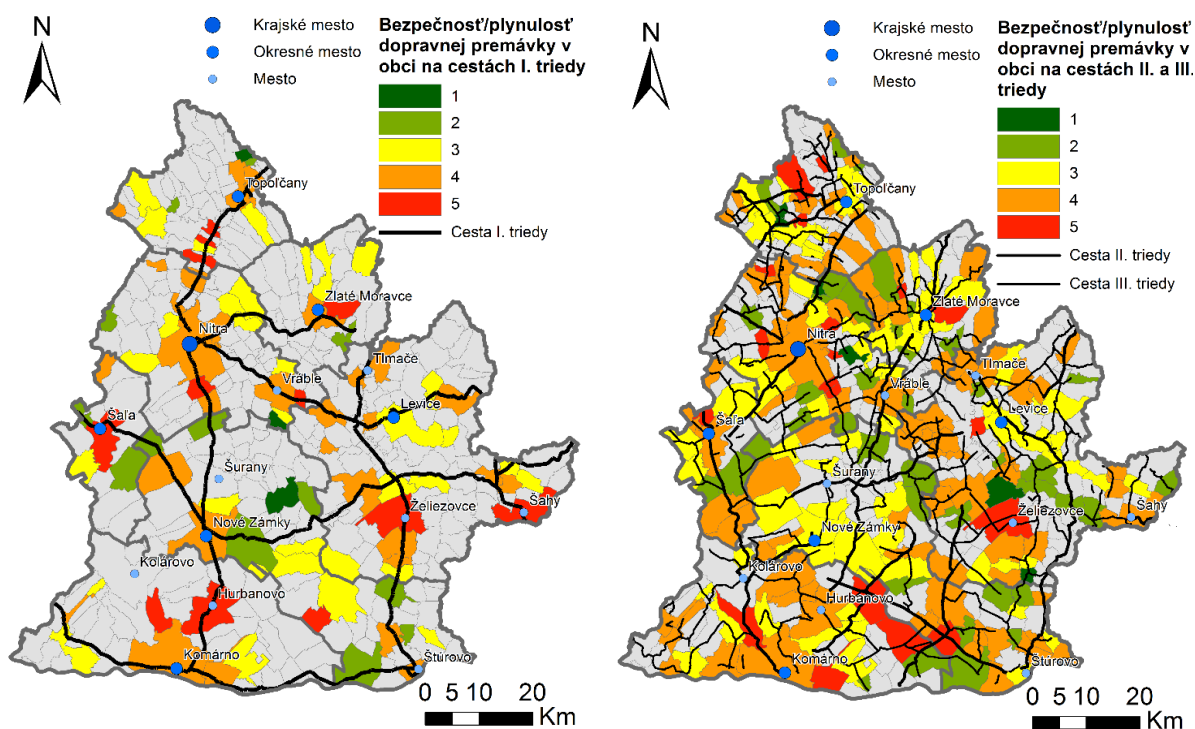 N
Krajské mesto
Okresné mesto
Mesto
Bezpečnosť/plynulosť
dopravnej premávky v
obci na cestách I. triedy
1
2
3
4
5
Cesta I. triedy
Topoľčany
Zlaté Moravce
Nitra
Tlmače
Vráble
Levice
Šaľa
Šurany
Želiezovce
Šahy
Nové Zámky
Kolárovo
Hurbanovo
Komárno
Štúrovo
0 5 10 20
Km
N
Krajské mesto
Okresné mesto
Mesto
Bezpečnosť/plynulosť
dopravnej premávky v
obci na cestách II. a III.
triedy
1
2
3
4
5
Cesta II. triedy
Cesta III. triedy
Topoľčany
Zlaté Moravce
Nitra
Tlmače
Vráble
Levice
Šaľa
Šurany
Želiezovce
Šahy
Nové Zámky
Kolárovo
Hurbanovo
Komárno
Štúrovo
0 5 10 20
Km